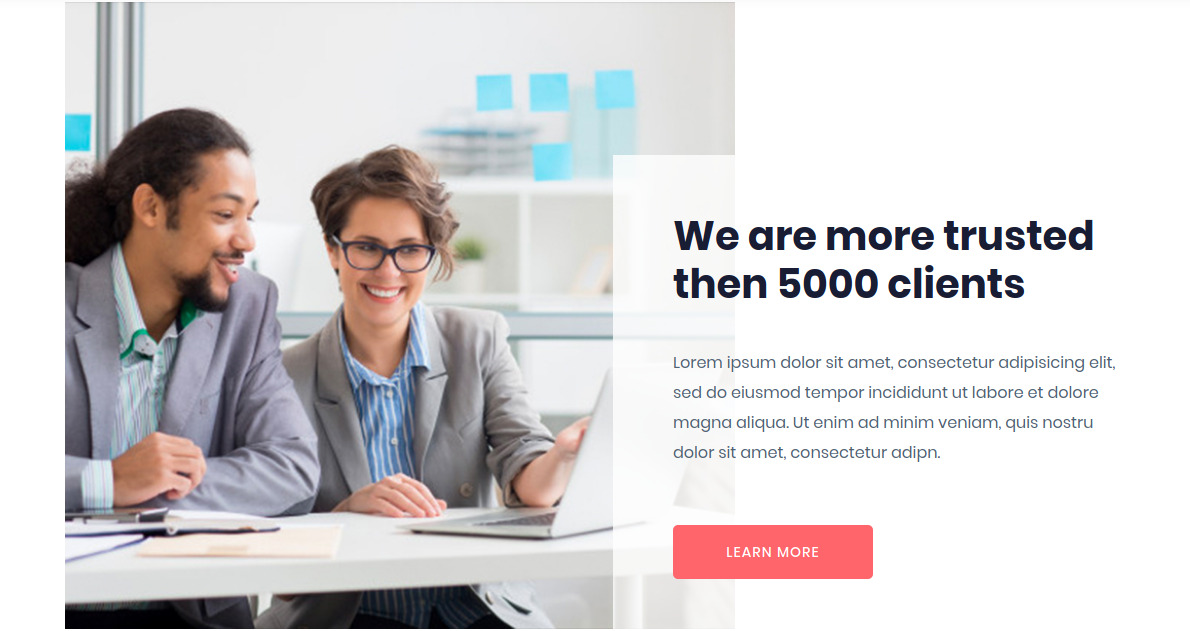 We are more trusted
then 5000 clients
Lorem ipsum dolor sit amet, consectetur adipisicing elit,
sed do eiusmod tempor incididunt ut labore et dolore
magna aliqua. Ut enim ad minim veniam, quis nostru
dolor sit amet, consectetur adipn.
LEARN MORE